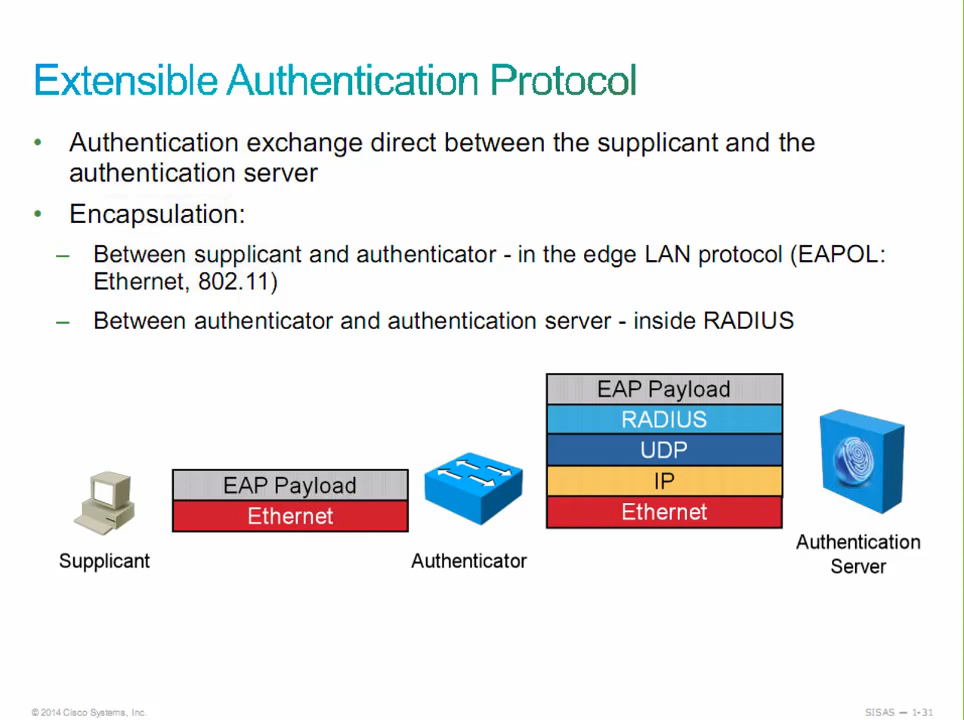 Extensible Authentication Protocol
• Authentication exchange direct between the supplicant and the
authentication server
• Encapsulation:
– Between supplicant and authenticator - in the edge LAN protocol (EAPOL:
Ethernet, 802.11)
– Between authenticator and authentication server - inside RADIUS
EAP Payload
Ethernet
EAP Payload
RADIUS
UDP
IP
Ethernet
Supplicant
Authenticator
Authentication
Server
© 2014 Cisco Systems, Inc.
SISAS — 1-31